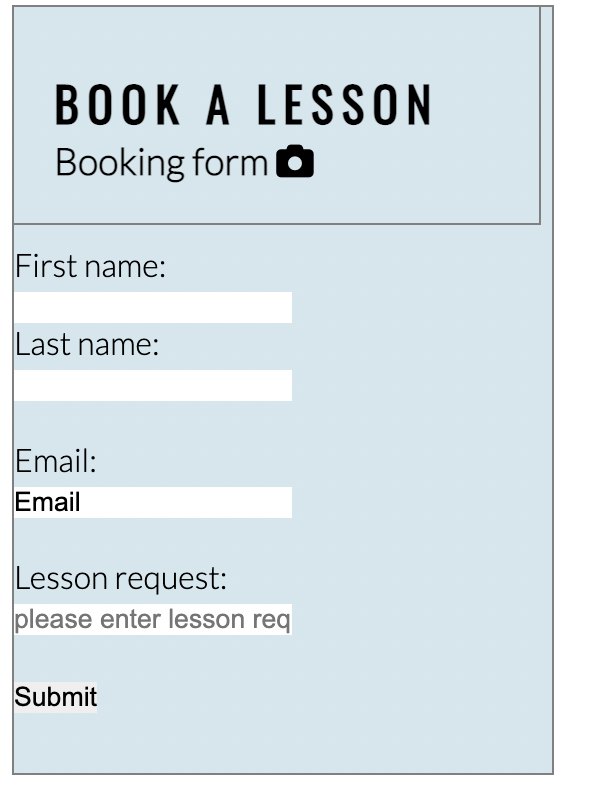 BOOK A LESSON
Booking form
First name:
Last name:
Email:
Email
Lesson request:
please enter lesson req
Submit